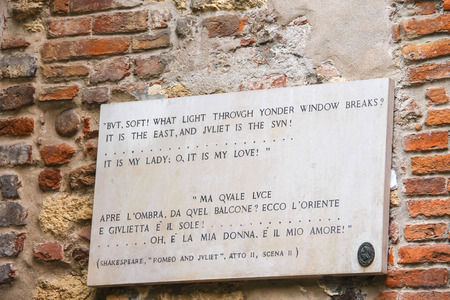 "BVT, SOFT! WHAT LIGHT THROVGH YONDER WINDOW BREAKS?
IT IS THE EAST, AND JVLIET IS THE SVN!
. . . . . . . . . . . . . . . . . . . . .
IT IS MY LADY; O, IT IS MY LOVE! "
"MA QVALE LVCE
APRE L'OMBRA, DA QVEL BALCONE? ECCO L'ORIENTE
E GIVLIETTA É IL SOLE! . . . . . . . . . . . . . .
. . . . . . . OH, É LA MIA DONNA, É IL MIO AMORE!"
(SHAKESPEARE, "ROMEO AND JVLIET", ATTO II, SCENA II)